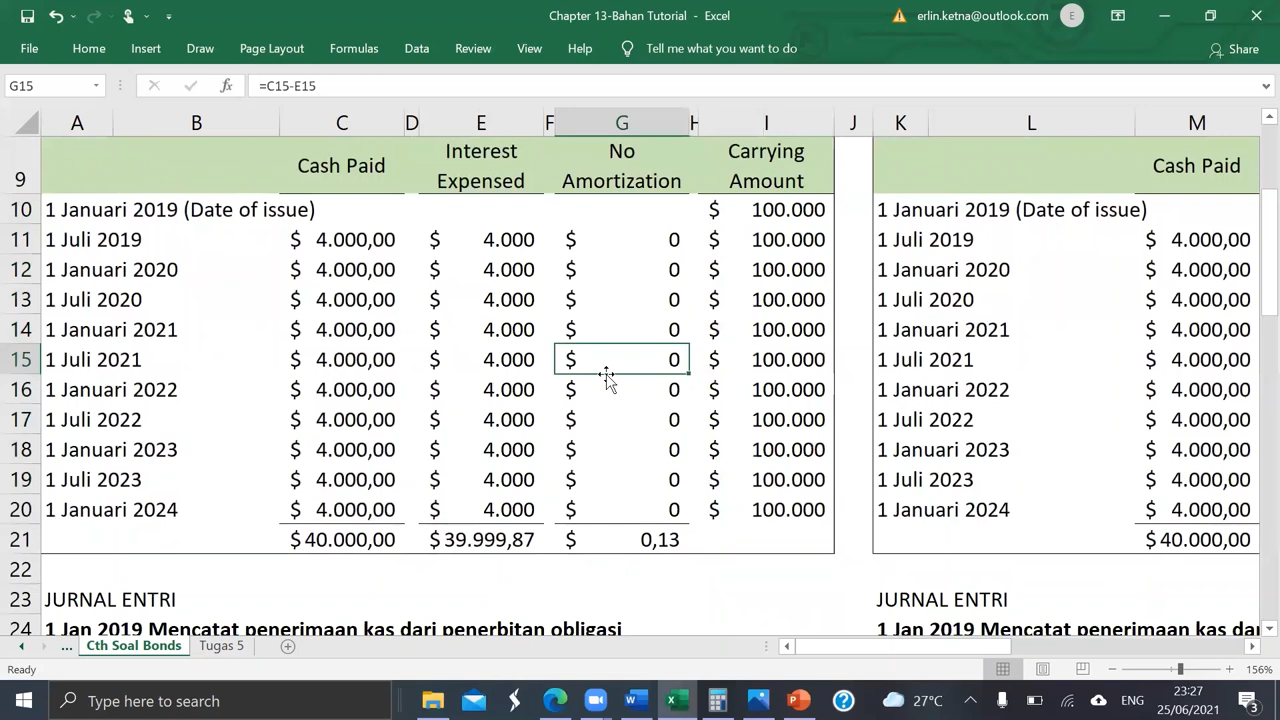 Chapter 13-Bahan Tutorial - Excel
erlin.ketna@outlook.com
E
File Home Insert Draw Page Layout Formulas Data Review View Help Tell me what you want to do Share
G15 fx =C15-E15
A B C D E F G H I J K L M
9 Cash Paid Interest Expensed No Amortization Carrying Amount Cash Paid
10 1 Januari 2019 (Date of issue) $ 100.000 1 Januari 2019 (Date of issue)
11 1 Juli 2019 $ 4.000,00 $ 4.000 $ 0 $ 100.000 1 Juli 2019 $ 4.000,00
12 1 Januari 2020 $ 4.000,00 $ 4.000 $ 0 $ 100.000 1 Januari 2020 $ 4.000,00
13 1 Juli 2020 $ 4.000,00 $ 4.000 $ 0 $ 100.000 1 Juli 2020 $ 4.000,00
14 1 Januari 2021 $ 4.000,00 $ 4.000 $ 0 $ 100.000 1 Januari 2021 $ 4.000,00
15 1 Juli 2021 $ 4.000,00 $ 4.000 $ 0 $ 100.000 1 Juli 2021 $ 4.000,00
16 1 Januari 2022 $ 4.000,00 $ 4.000 $ 0 $ 100.000 1 Januari 2022 $ 4.000,00
17 1 Juli 2022 $ 4.000,00 $ 4.000 $ 0 $ 100.000 1 Juli 2022 $ 4.000,00
18 1 Januari 2023 $ 4.000,00 $ 4.000 $ 0 $ 100.000 1 Januari 2023 $ 4.000,00
19 1 Juli 2023 $ 4.000,00 $ 4.000 $ 0 $ 100.000 1 Juli 2023 $ 4.000,00
20 1 Januari 2024 $ 4.000,00 $ 4.000 $ 0 $ 100.000 1 Januari 2024 $ 4.000,00
21 $ 40.000,00 $ 39.999,87 $ 0,13 $ 40.000,00
22
23 JURNAL ENTRI JURNAL ENTRI
24 1 Jan 2019 Mencatat penerimaan kas dari penerbitan obligasi 1 Jan 2019 Mencatat penerimaan kas da
... Cth Soal Bonds Tugas 5
Ready 156%
Type here to search 27°C ENG 23:27
25/06/2021 3